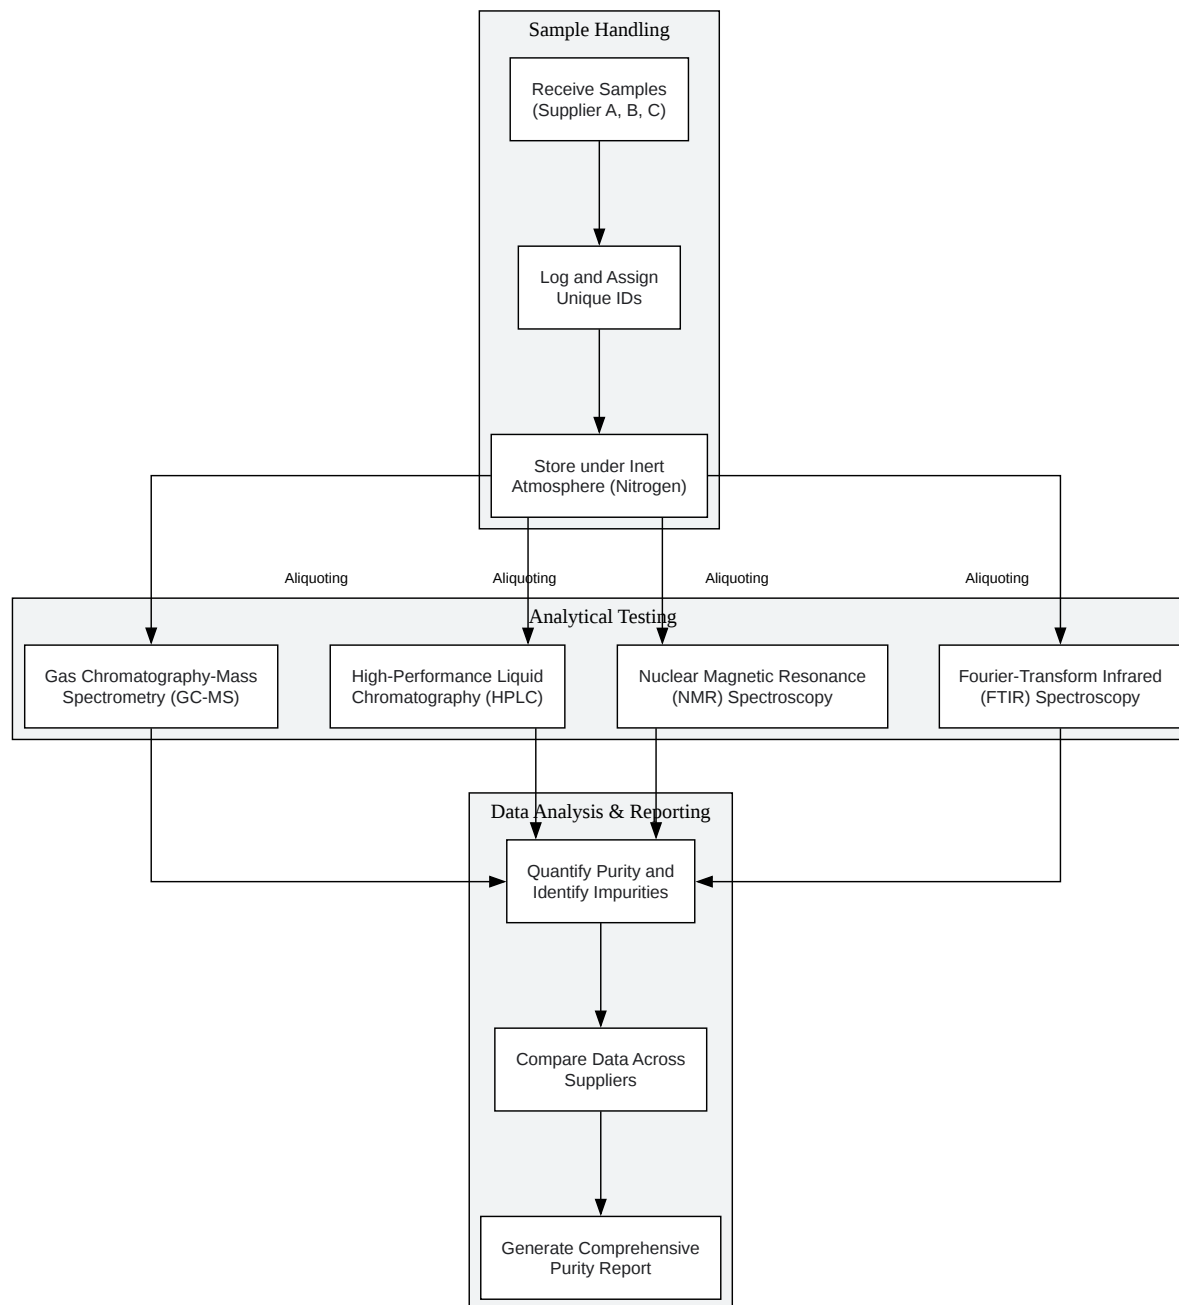 Sample Handling
Receive Samples
(Supplier A, B, C)
Log and Assign
Unique IDs
Store under Inert
Atmosphere (Nitrogen)
Aliquoting
Aliquoting
Aliquoting
Aliquoting
Analytical Testing
Gas Chromatography-Mass
Spectrometry (GC-MS)
High-Performance Liquid
Chromatography (HPLC)
Nuclear Magnetic Resonance
(NMR) Spectroscopy
Fourier-Transform Infrared
(FTIR) Spectroscopy
Data Analysis & Reporting
Quantify Purity and
Identify Impurities
Compare Data Across
Suppliers
Generate Comprehensive
Purity Report